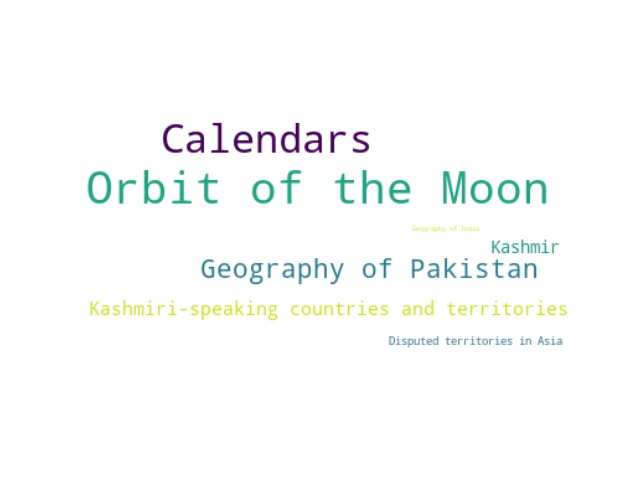 Calendars
Orbit of the Moon
Geography of India
Kashmir
Geography of Pakistan
Kashmiri-speaking countries and territories
Disputed territories in Asia